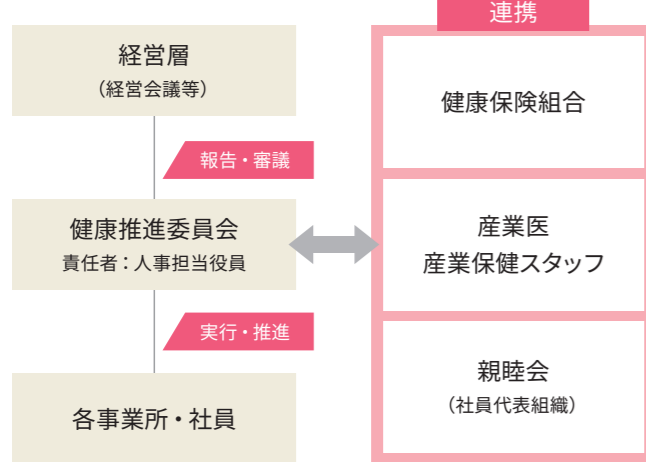 経営層
（経営会議等）
報告・審議
健康推進委員会
責任者：人事担当役員
実行・推進
各事業所・社員
連携
健康保険組合
産業医
産業保健スタッフ
親睦会
（社員代表組織）